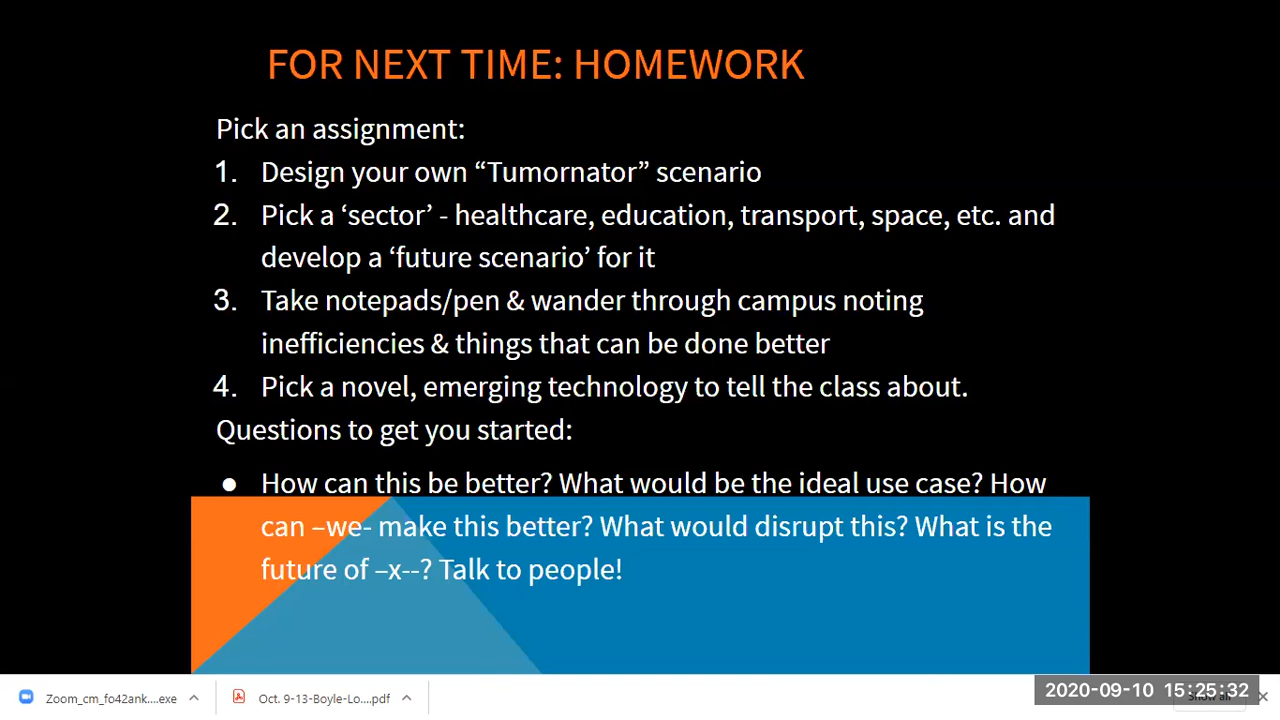 FOR NEXT TIME: HOMEWORK
Pick an assignment:
1. Design your own “Tumornator” scenario
2. Pick a ‘sector’ - healthcare, education, transport, space, etc. and
develop a ‘future scenario’ for it
3. Take notepads/pen & wander through campus noting
inefficiencies & things that can be done better
4. Pick a novel, emerging technology to tell the class about.
Questions to get you started:
● How can this be better? What would be the ideal use case? How
can –we- make this better? What would disrupt this? What is the
future of –x--? Talk to people!
Zoom_cm_fo42ank....exe
Oct. 9-13-Boyle-Lo....pdf
2020-09-10 15:25:32
Show all